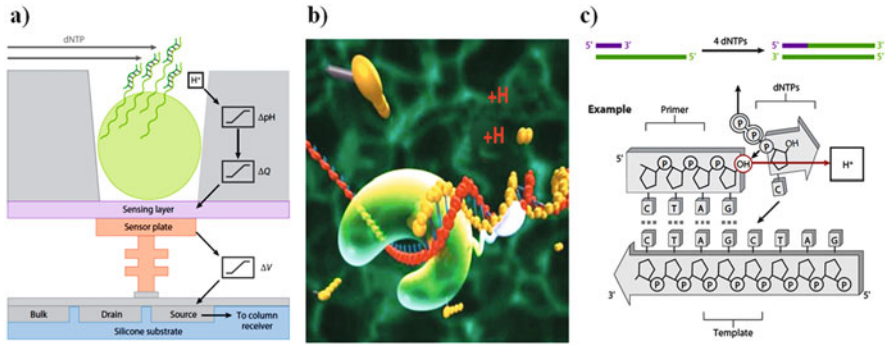 a)
dNTP
H⁺
ΔpH
ΔQ
Sensing layer
Sensor plate
ΔV
Bulk
Drain
Source
To column
receiver
Silicone substrate
b)
+H
+H
c)
5' 3'
5'
4 dNTPs
5'
3' 5'
Example
Primer
dNTPs
P P P OH
5'
P P P OH
H⁺
C
C T A G
C T A G C T A G
P P P P P P P P
3' 5'
Template